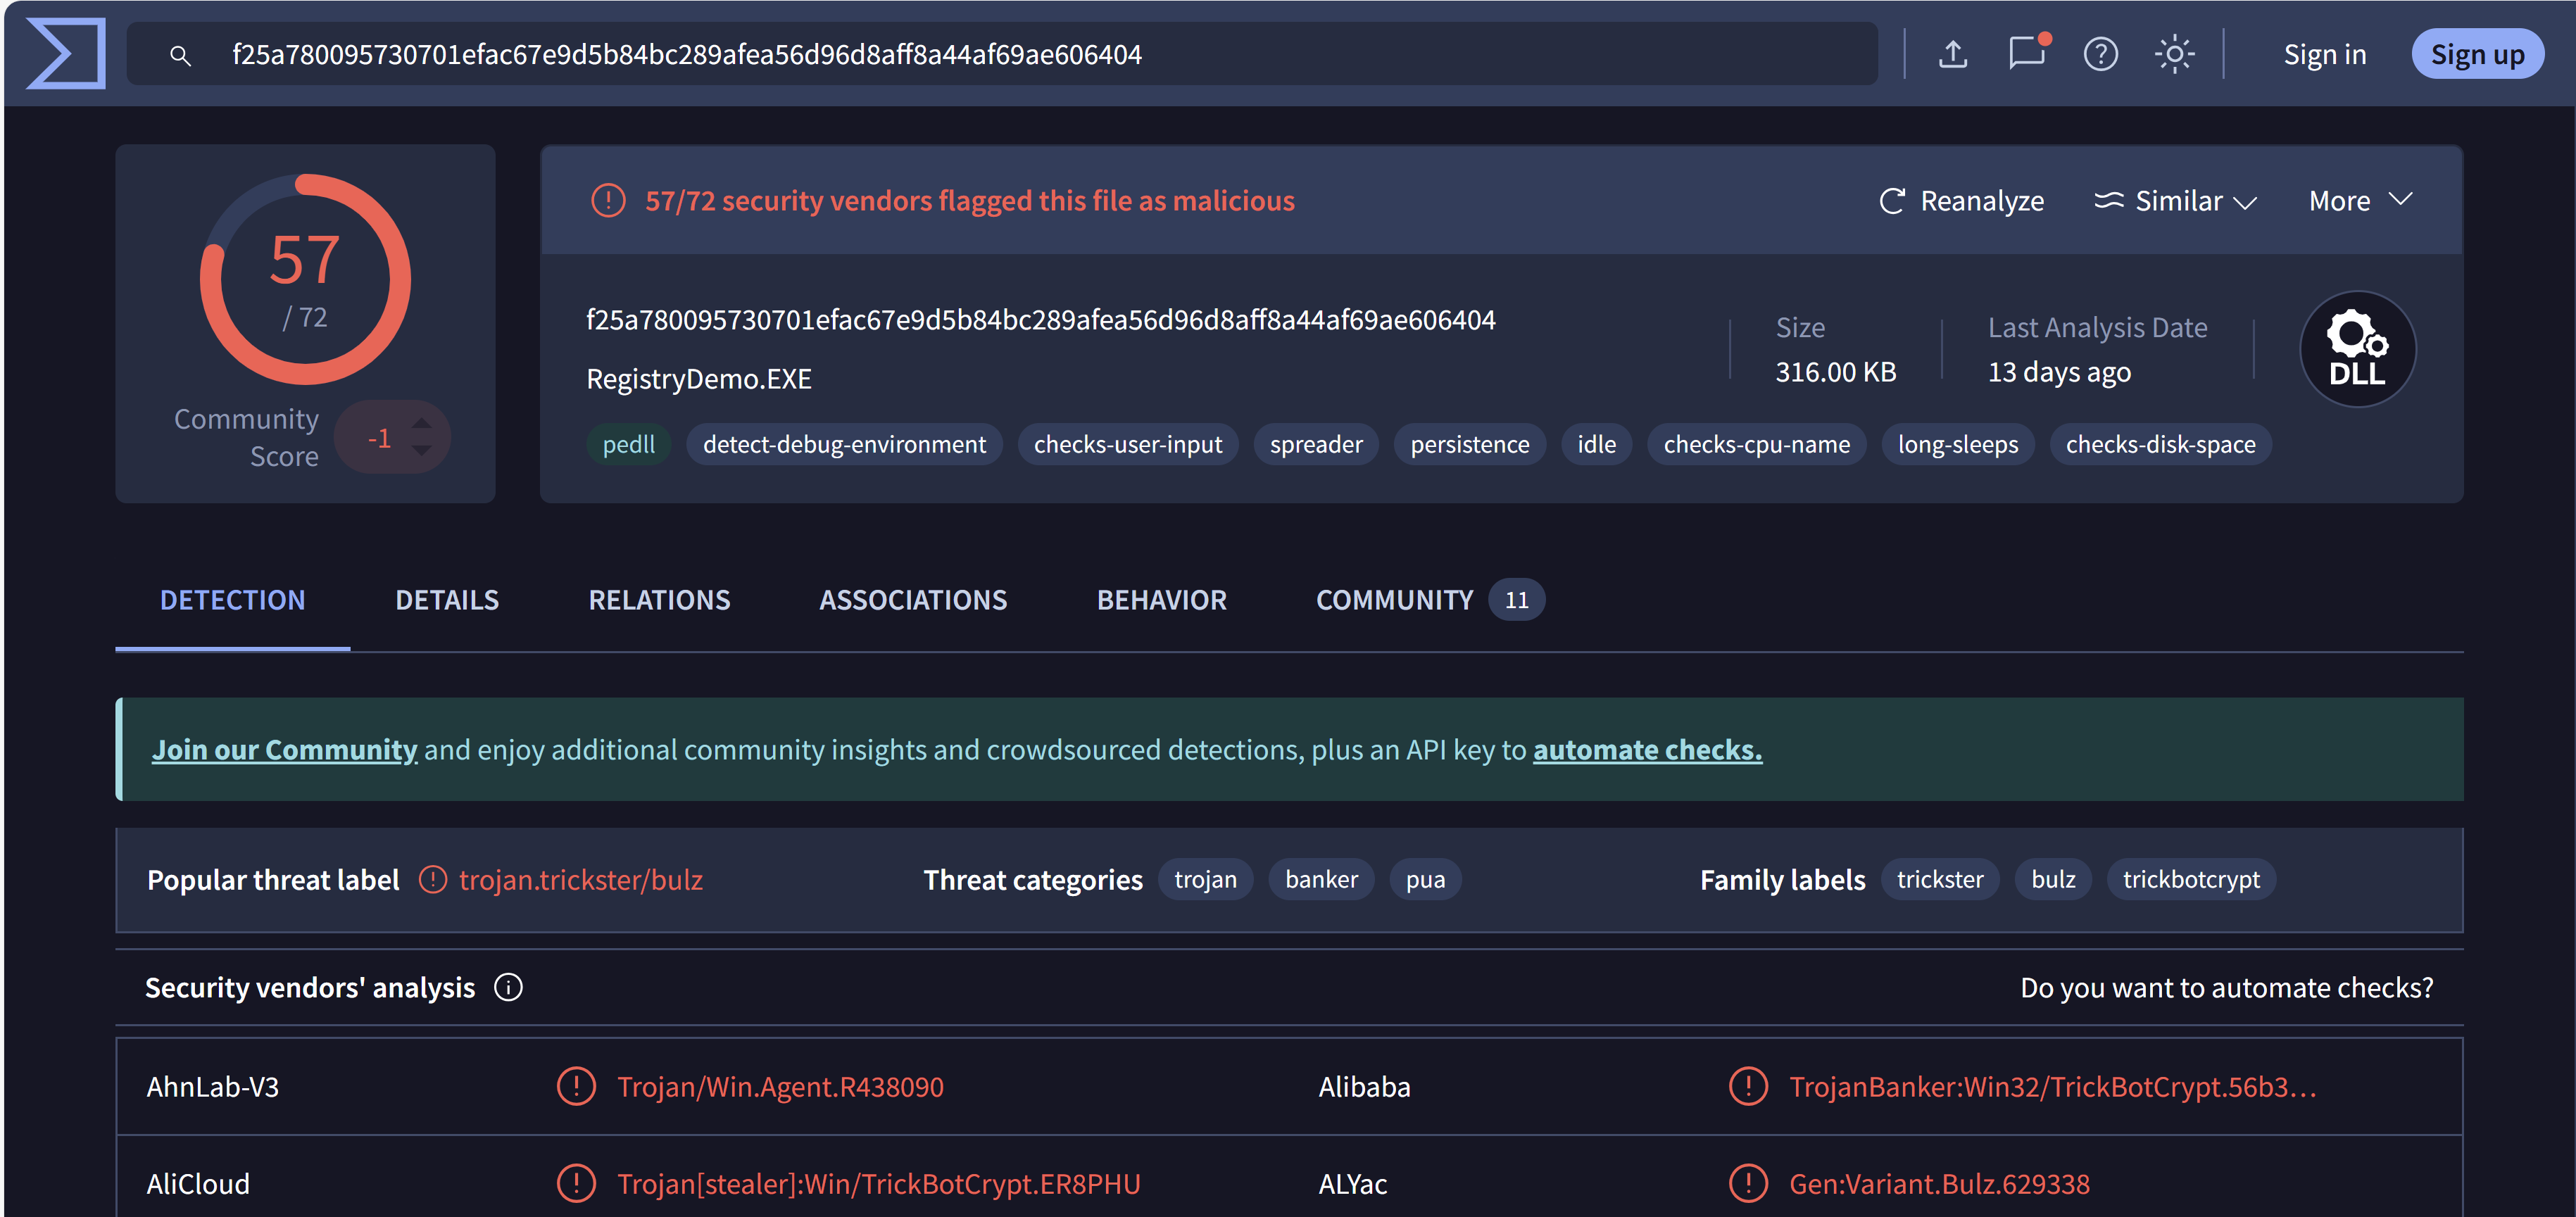 f25a780095730701efac67e9d5b84bc289afea56d96d8aff8a44af69ae606404
Sign in
Sign up
57
/ 72
Community
Score
-1
57/72 security vendors flagged this file as malicious
Reanalyze
Similar
More
f25a780095730701efac67e9d5b84bc289afea56d96d8aff8a44af69ae606404
RegistryDemo.EXE
Size
316.00 KB
Last Analysis Date
13 days ago
DLL
pedll
detect-debug-environment
checks-user-input
spreader
persistence
idle
checks-cpu-name
long-sleeps
checks-disk-space
DETECTION
DETAILS
RELATIONS
ASSOCIATIONS
BEHAVIOR
COMMUNITY
11
Join our Community and enjoy additional community insights and crowdsourced detections, plus an API key to automate checks.
Popular threat label
trojan.trickster/bulz
Threat categories
trojan
banker
pua
Family labels
trickster
bulz
trickbotcrypt
Security vendors' analysis
Do you want to automate checks?
AhnLab-V3
Trojan/Win.Agent.R438090
Alibaba
TrojanBanker:Win32/TrickBotCrypt.56b3...
AliCloud
Trojan[stealer]:Win/TrickBotCrypt.ER8PHU
ALYac
Gen:Variant.Bulz.629338